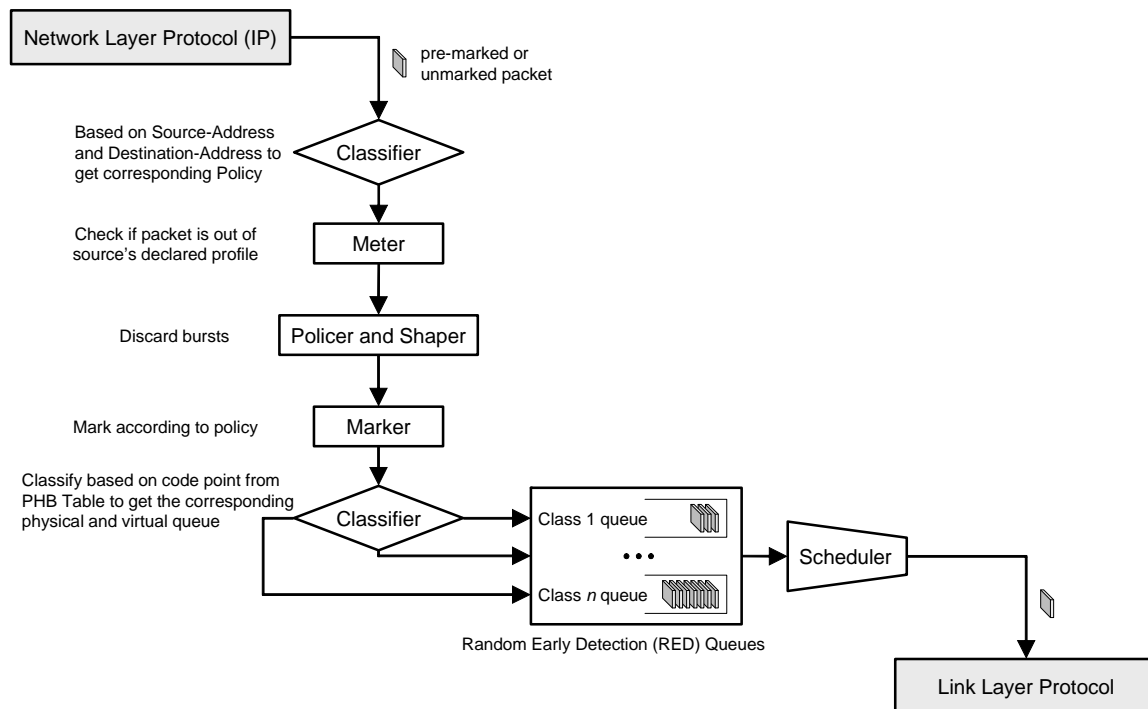 Network Layer Protocol (IP)
pre-marked or
unmarked packet
Based on Source-Address
and Destination-Address to
get corresponding Policy
Classifier
Check if packet is out of
source's declared profile
Meter
Discard bursts
Policer and Shaper
Mark according to policy
Marker
Classify based on code point from
PHB Table to get the corresponding
physical and virtual queue
Classifier
Class 1 queue
•••
Class n queue
Random Early Detection (RED) Queues
Scheduler
Link Layer Protocol